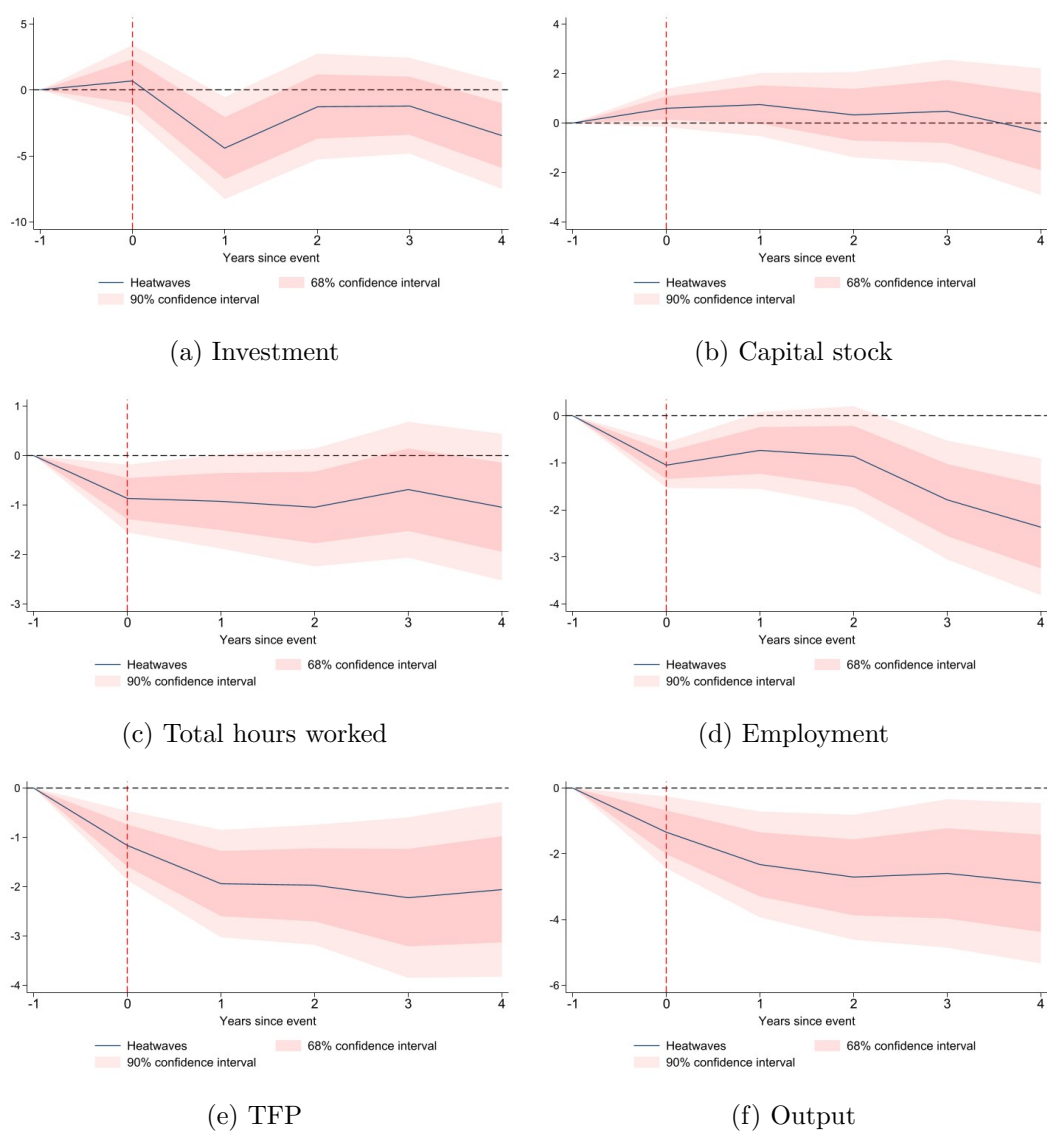 5
0
-5
-10
-1 0 1 2 3 4
Years since event
Heatwaves 68% confidence interval
90% confidence interval
(a) Investment
4
2
0
-2
-4
-1 0 1 2 3 4
Years since event
Heatwaves 68% confidence interval
90% confidence interval
(b) Capital stock
1
0
-1
-2
-3
-1 0 1 2 3 4
Years since event
Heatwaves 68% confidence interval
90% confidence interval
(c) Total hours worked
0
-1
-2
-3
-4
-1 0 1 2 3 4
Years since event
Heatwaves 68% confidence interval
90% confidence interval
(d) Employment
0
-1
-2
-3
-4
-1 0 1 2 3 4
Years since event
Heatwaves 68% confidence interval
90% confidence interval
(e) TFP
0
-2
-4
-6
-1 0 1 2 3 4
Years since event
Heatwaves 68% confidence interval
90% confidence interval
(f) Output